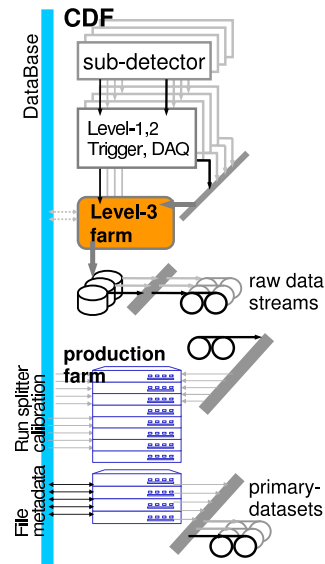 CDF
DataBase
sub-detector
Level-1,2
Trigger, DAQ
Level-3
farm
raw data
streams
production
farm
Run splitter
calibration
File
metadata
primary-
datasets